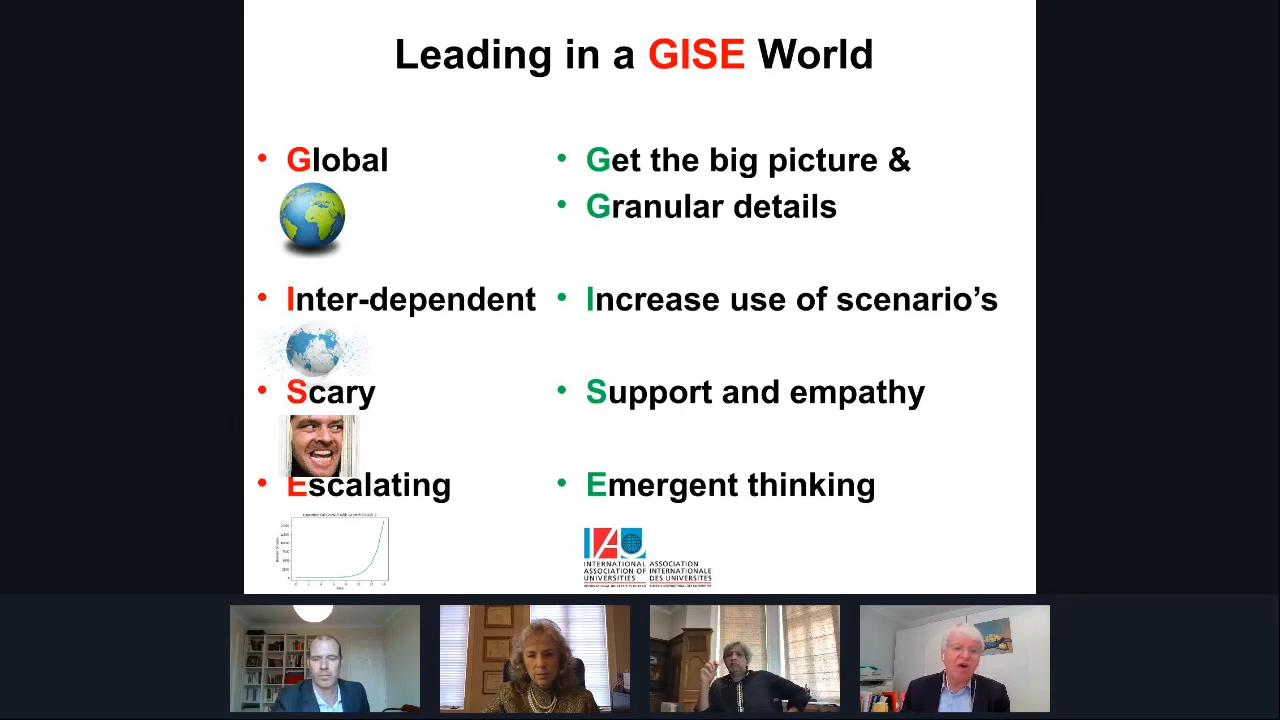 Leading in a GISE World
• Global
• Get the big picture &
• Granular details
• Inter-dependent
• Increase use of scenario’s
• Scary
• Support and empathy
• Escalating
• Emergent thinking
IAU
INTERNATIONAL ASSOCIATION
ASSOCIATION OF INTERNATIONALE
UNIVERSITIES DES UNIVERSITES